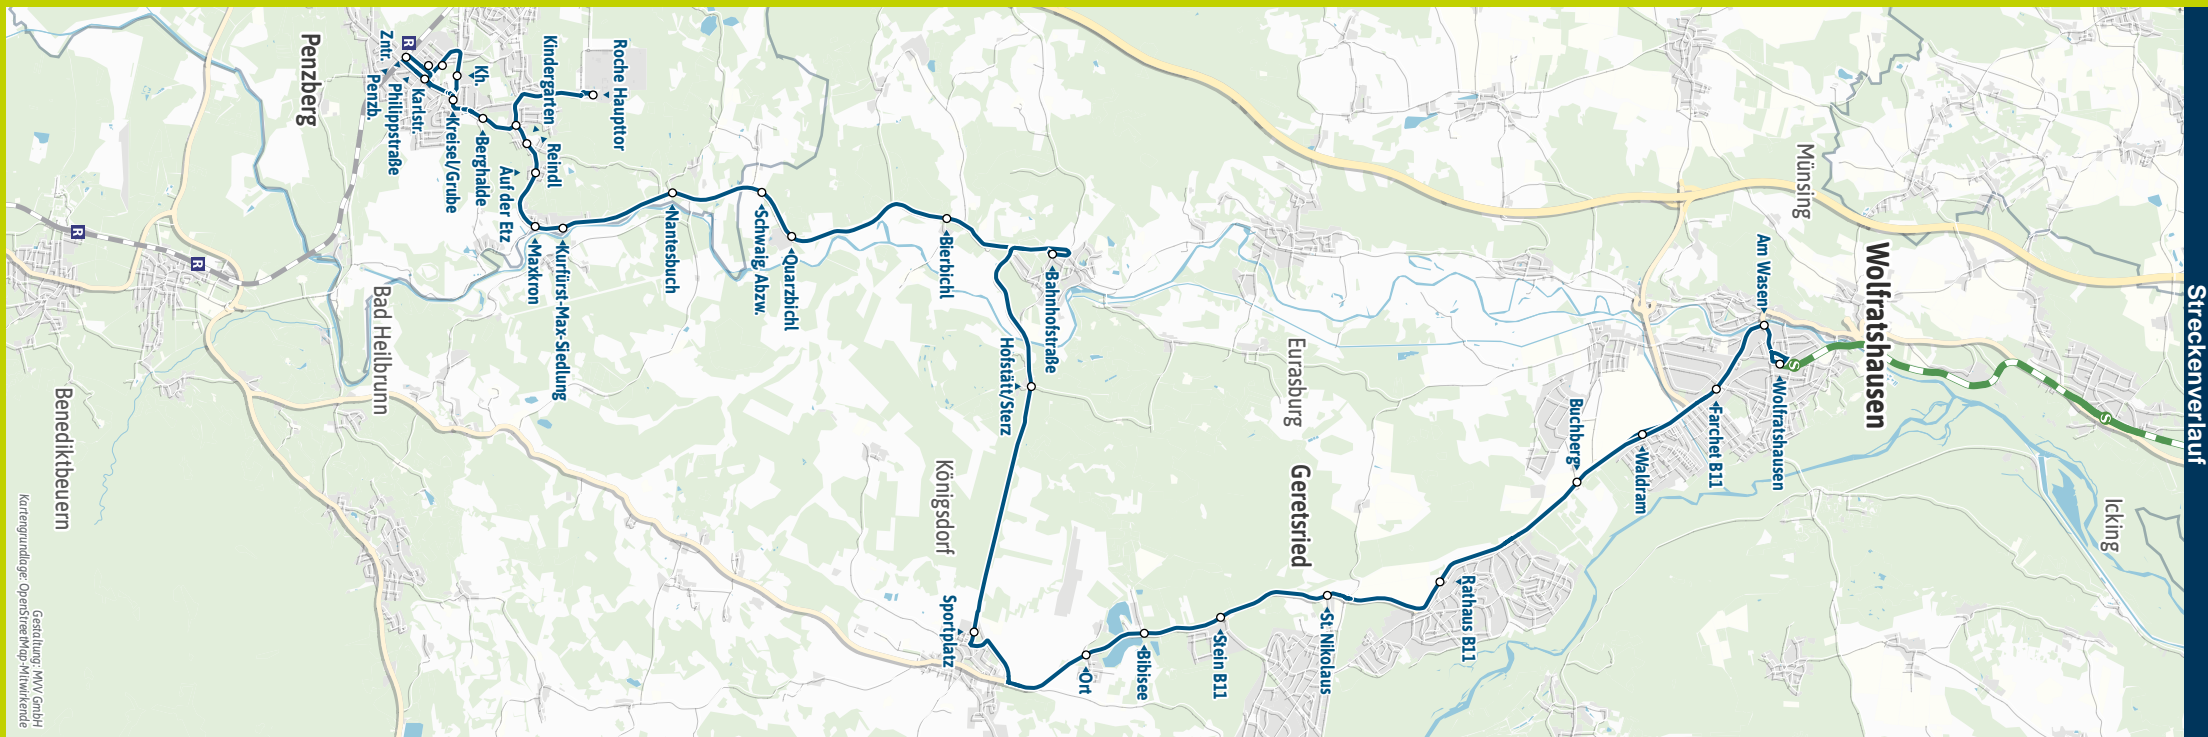 Streckenverlauf
Icking
Münsing
Wolfratshausen
Am Wasen
Wolfratshausen
Farchet B11
Waldram
Buchberg
Rathaus B11
Geretsried
Eurasburg
St. Nikolaus
Stein B11
Bibisee
Ort
Sportplatz
Königsdorf
Hofstätt/Sterz
Bahnhofstraße
Bierbichl
Quarzbichl
Schwaig, Abzw.
Nantesbuch
Kurfürst-Max-Siedlung
Maxkron
Auf der Etz
Reindl
Kindergarten
Roche Haupttor
Berghalde
Kreisel/Grube
Kh.
Karlstr.
Philippstraße
Penzb.
Zntr.
Penzberg
Bad Heilbrunn
Benediktbeuern
S
S
R
R
R
Gestaltung: MVV GmbH
Kartengrundlage: OpenStreetMap-Mitwirkende